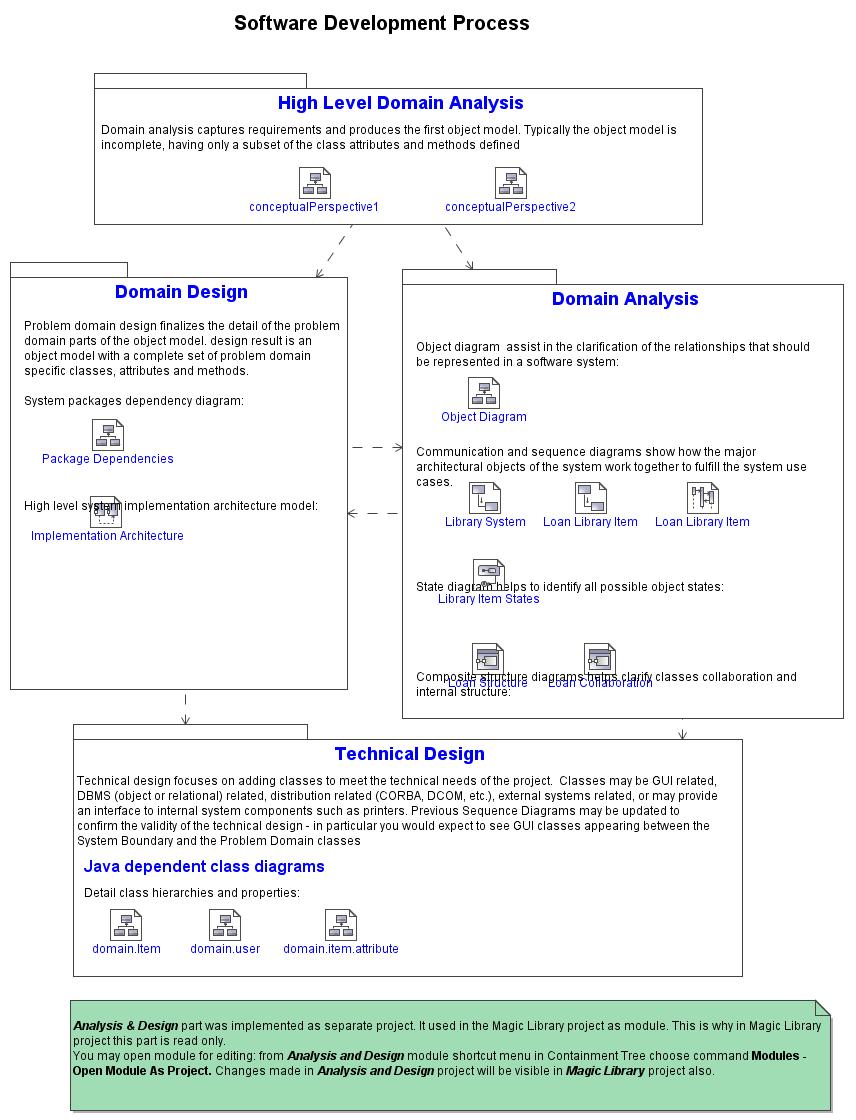 Software Development Process
High Level Domain Analysis
Domain analysis captures requirements and produces the first object model. Typically the object model is
incomplete, having only a subset of the class attributes and methods defined
conceptualPerspective1
conceptualPerspective2
Domain Design
Problem domain design finalizes the detail of the problem
domain parts of the object model. design result is an
object model with a complete set of problem domain
specific classes, attributes and methods.
System packages dependency diagram:
Package Dependencies
High level system implementation architecture model:
Implementation Architecture
Domain Analysis
Object diagram  assist in the clarification of the relationships that should
be represented in a software system:
Object Diagram
Communication and sequence diagrams show how the major
architectural objects of the system work together to fulfill the system use
cases.
Library System
Loan Library Item
Loan Library Item
State diagram helps to identify all possible object states:
Library Item States
Composite structure diagrams helps clarify classes collaboration and
Loan Structure
Loan Collaboration
internal structure:
Technical Design
Technical design focuses on adding classes to meet the technical needs of the project.  Classes may be GUI related,
DBMS (object or relational) related, distribution related (CORBA, DCOM, etc.), external systems related, or may provide
an interface to internal system components such as printers. Previous Sequence Diagrams may be updated to
confirm the validity of the technical design - in particular you would expect to see GUI classes appearing between the
System Boundary and the Problem Domain classes
Java dependent class diagrams
Detail class hierarchies and properties:
domain.Item
domain.user
domain.item.attribute
Analysis & Design part was implemented as separate project. It used in the Magic Library project as module. This is why in Magic Library
project this part is read only.
You may open module for editing: from Analysis and Design module shortcut menu in Containment Tree choose command Modules -
Open Module As Project. Changes made in Analysis and Design project will be visible in Magic Library project also.